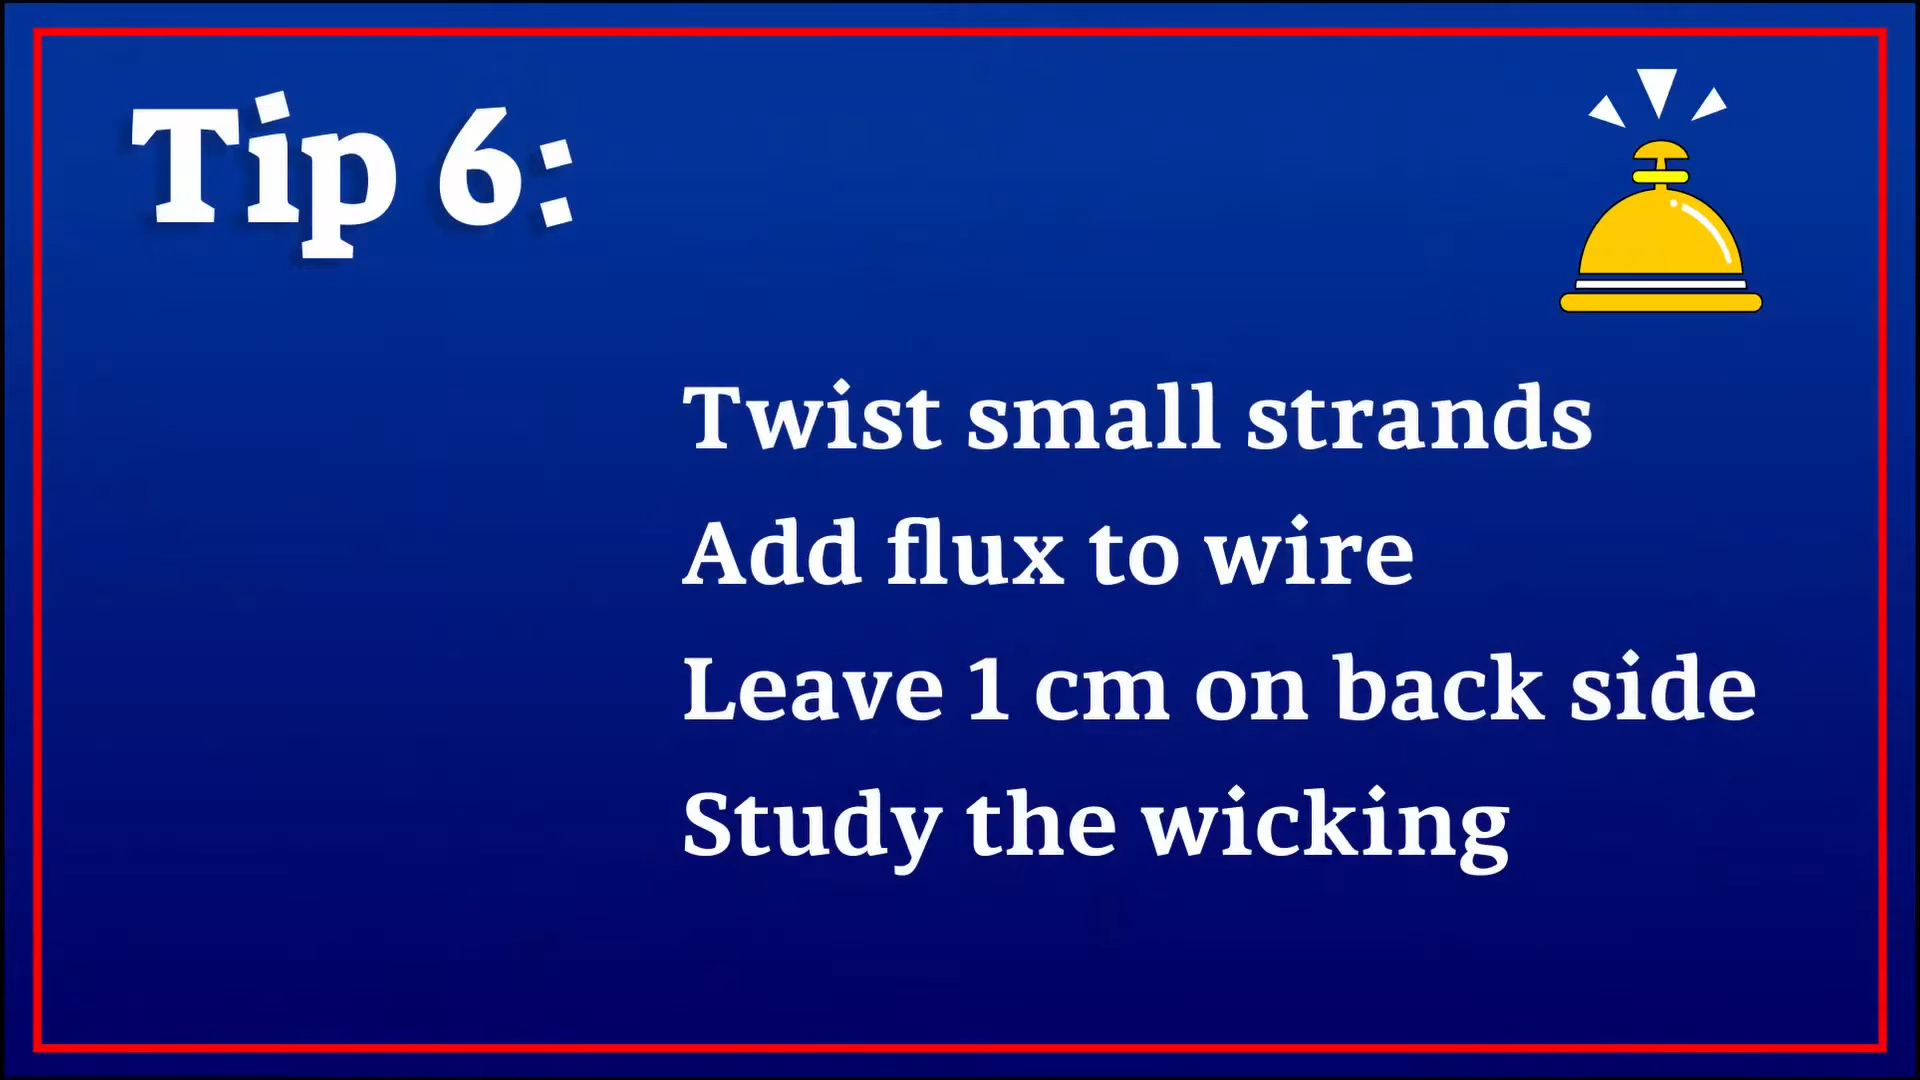 Tip 6:
Twist small strands
Add flux to wire
Leave 1 cm on back side
Study the wicking